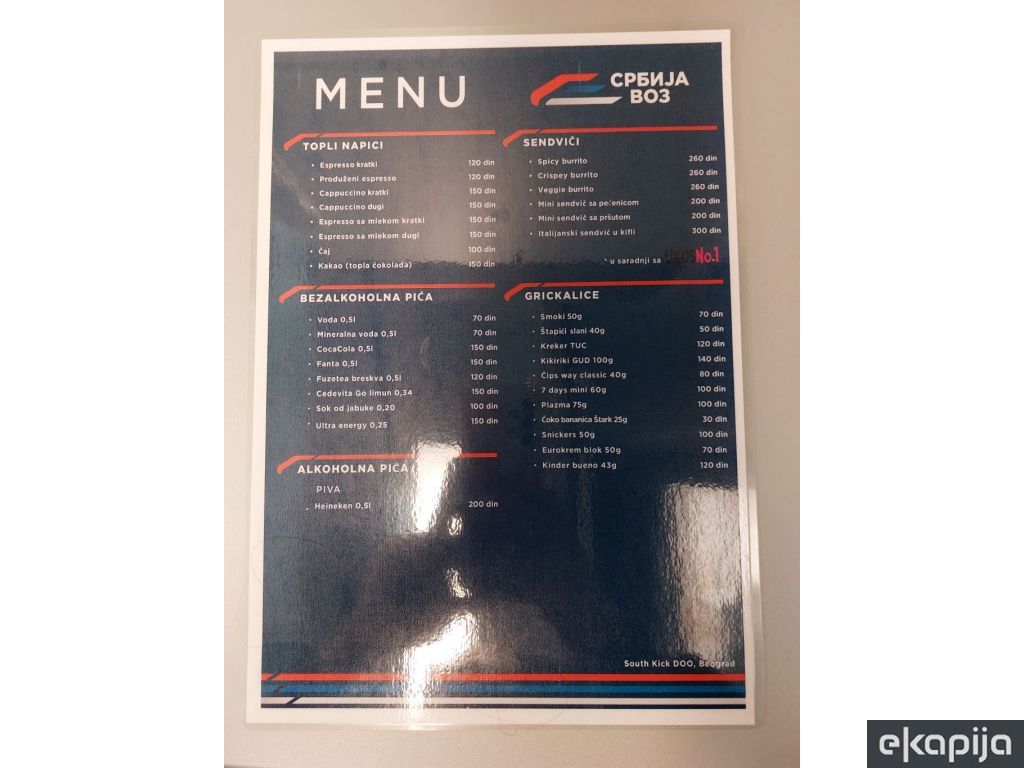 MENU
СРБИЈА
ВОЗ
TOPLI NAPICI
• Espresso kratki 120 din
• Produženi espresso 120 din
• Cappuccino kratki 150 din
• Cappuccino dugi 150 din
• Espresso sa mlekom kratki 150 din
• Espresso sa mlekom dugi 150 din
• Čaj 100 din
• Kakao (topla čokolada) 150 din
BEZALKOHOLNA PIĆA
• Voda 0,5l 70 din
• Mineralna voda 0,5l 70 din
• CocaCola 0,5l 150 din
• Fanta 0,5l 150 din
• Fuzetea breskva 0,5l 120 din
• Cedevita Go limun 0,34 150 din
• Sok od jabuke 0,20 100 din
• Ultra energy 0,25 150 din
ALKOHOLNA PIĆA
PIVA
• Heineken 0,5l 200 din
SENDVIČI
• Spicy burrito 260 din
• Crispey burrito 260 din
• Veggie burrito 260 din
• Mini sendvič sa pečenicom 200 din
• Mini sendvič sa pršutom 200 din
• Italijanski sendvič u kifli 300 din
* u saradnji sa No.1
GRICKALICE
• Smoki 50g 70 din
• Štapići slani 40g 50 din
• Kreker TUC 120 din
• Kikiriki GUD 100g 140 din
• Čips way classic 40g 80 din
• 7 days mini 60g 100 din
• Plazma 75g 100 din
• Čoko bananica Štark 25g 30 din
• Snickers 50g 100 din
• Eurokrem blok 50g 70 din
• Kinder bueno 43g 120 din
South Kick DOO, Beograd
ekapija